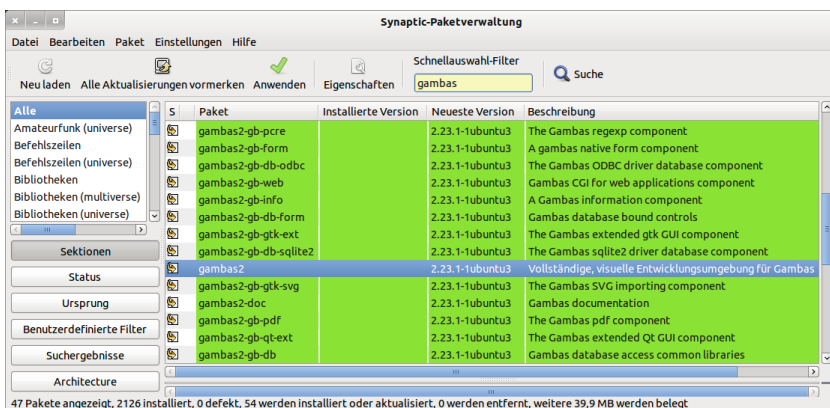 Synaptic-Paketverwaltung
Datei Bearbeiten Paket Einstellungen Hilfe
Schnellauswahl-Filter
Neu laden Alle Aktualisierungen vormerken Anwenden Eigenschaften gambas Suche
Alle
Amateurfunk (universe)
Befehlszeilen
Befehlszeilen (universe)
Bibliotheken
Bibliotheken (multiverse)
Bibliotheken (universe)
Sektionen
Status
Ursprung
Benutzerdefinierte Filter
Suchergebnisse
Architecture
S Paket Installierte Version Neueste Version Beschreibung
gambas2-gb-pcre 2.23.1-1ubuntu3 The Gambas regexp component
gambas2-gb-form 2.23.1-1ubuntu3 A gambas native form component
gambas2-gb-db-odbc 2.23.1-1ubuntu3 The Gambas ODBC driver database component
gambas2-gb-web 2.23.1-1ubuntu3 Gambas CGI for web applications component
gambas2-gb-info 2.23.1-1ubuntu3 A Gambas information component
gambas2-gb-db-form 2.23.1-1ubuntu3 Gambas database bound controls
gambas2-gb-gtk-ext 2.23.1-1ubuntu3 The Gambas extended gtk GUI component
gambas2-gb-db-sqlite2 2.23.1-1ubuntu3 The Gambas sqlite2 driver database component
gambas2 2.23.1-1ubuntu3 Vollständige, visuelle Entwicklungsumgebung für Gambas
gambas2-gb-gtk-svg 2.23.1-1ubuntu3 The Gambas SVG importing component
gambas2-doc 2.23.1-1ubuntu3 Gambas documentation
gambas2-gb-pdf 2.23.1-1ubuntu3 The Gambas pdf component
gambas2-gb-qt-ext 2.23.1-1ubuntu3 The Gambas extended Qt GUI component
gambas2-gb-db 2.23.1-1ubuntu3 Gambas database access common libraries
47 Pakete angezeigt, 2126 installiert, 0 defekt, 54 werden installiert oder aktualisiert, 0 werden entfernt, weitere 39,9 MB werden belegt